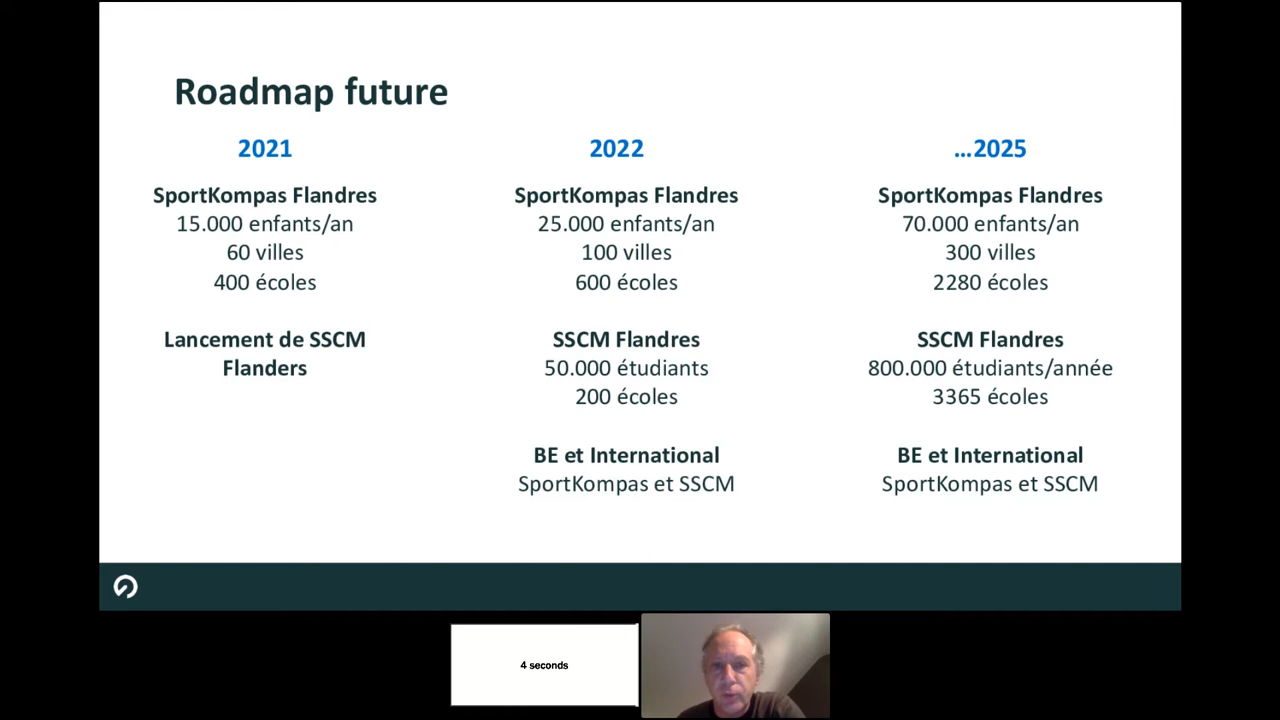 Roadmap future
2021
SportKompas Flandres
15.000 enfants/an
60 villes
400 écoles
Lancement de SSCM
Flanders
2022
SportKompas Flandres
25.000 enfants/an
100 villes
600 écoles
SSCM Flandres
50.000 étudiants
200 écoles
BE et International
SportKompas et SSCM
...2025
SportKompas Flandres
70.000 enfants/an
300 villes
2280 écoles
SSCM Flandres
800.000 étudiants/année
3365 écoles
BE et International
SportKompas et SSCM
4 seconds